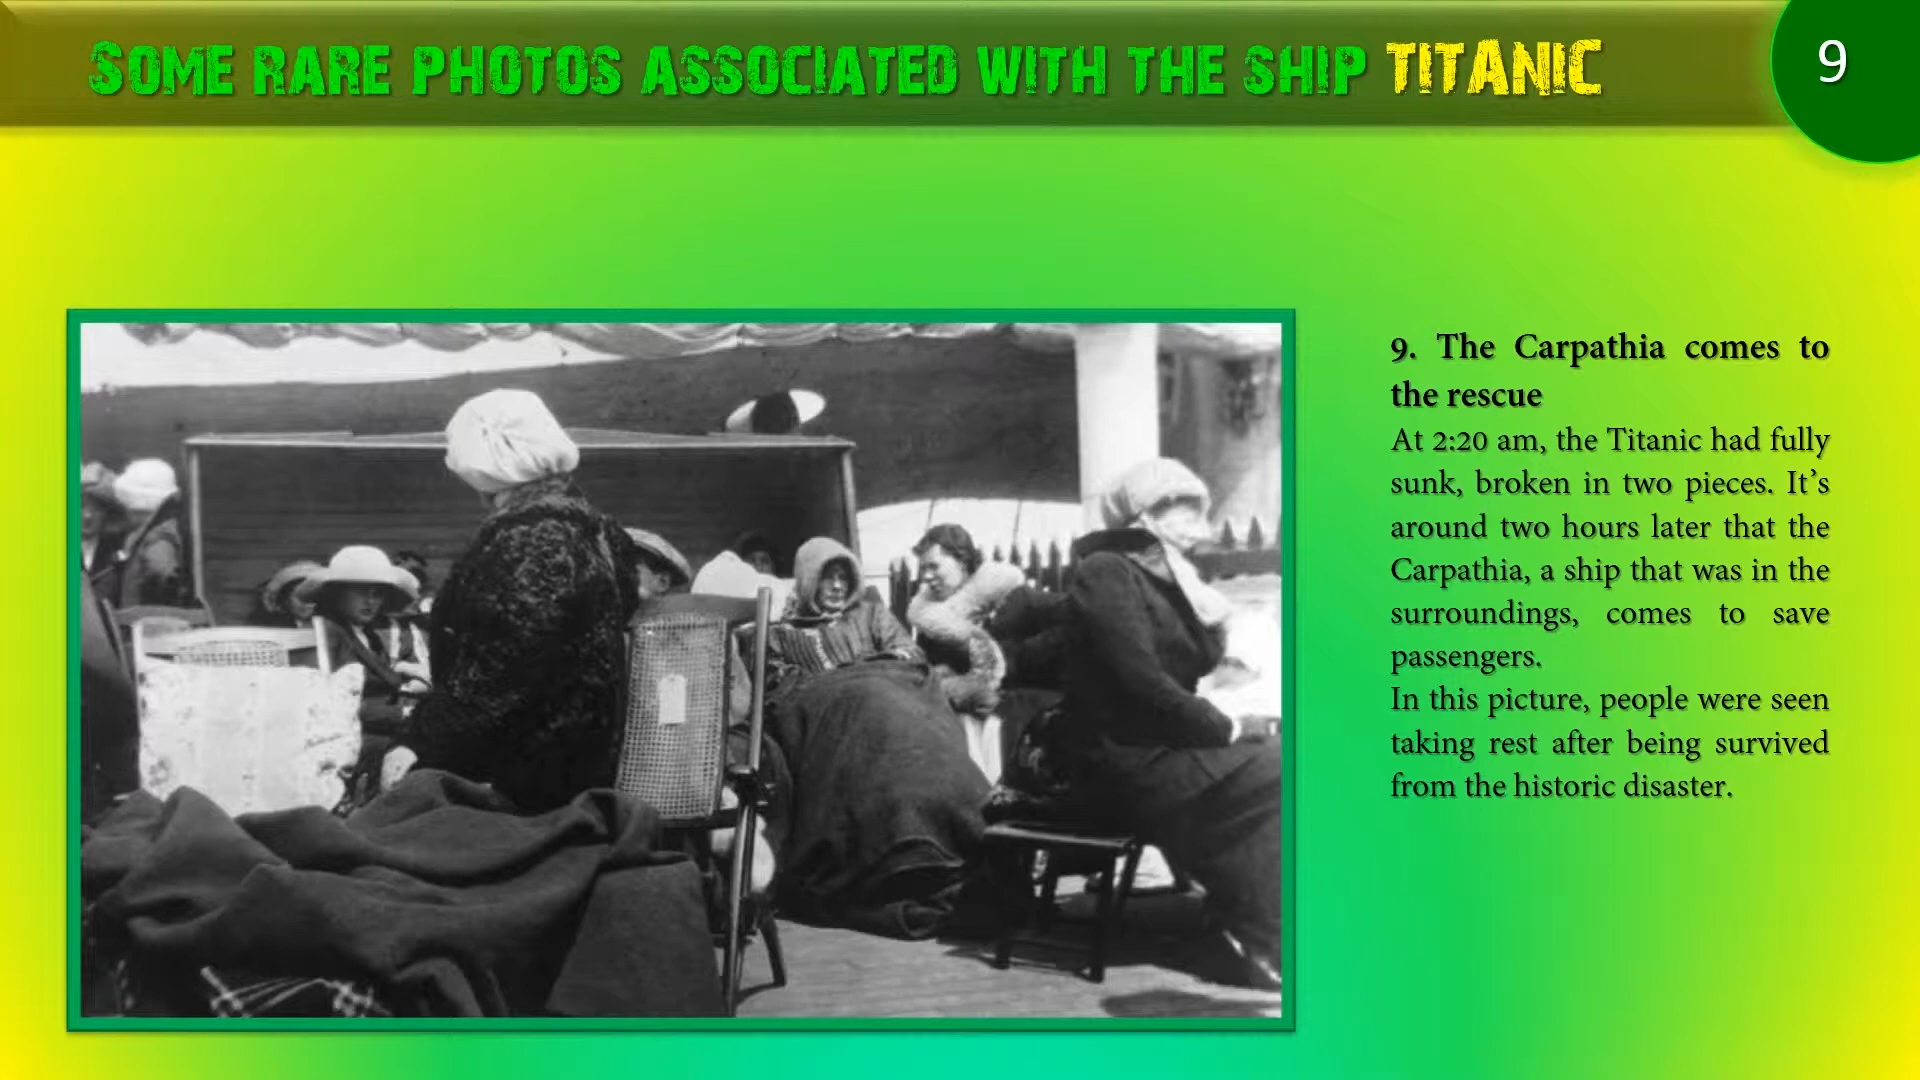 SOME RARE PHOTOS ASSOCIATED WITH THE SHIP TITANIC
9
9. The Carpathia comes to
the rescue
At 2:20 am, the Titanic had fully
sunk, broken in two pieces. It’s
around two hours later that the
Carpathia, a ship that was in the
surroundings, comes to save
passengers.
In this picture, people were seen
taking rest after being survived
from the historic disaster.